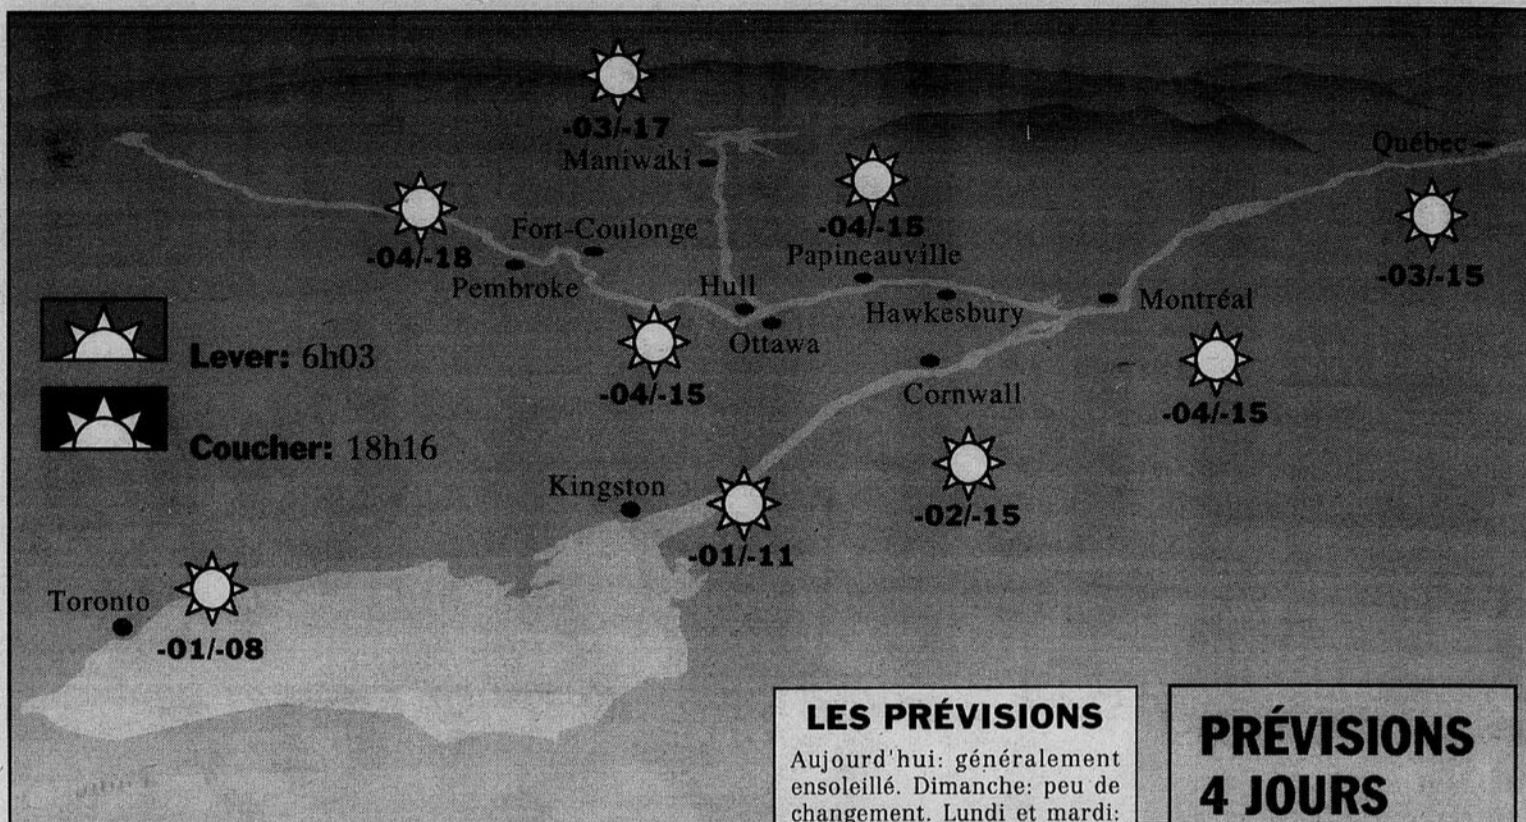 -03/-17
Maniwaki
Québec
-04/-15
-04/-18
Fort-Coulonge
Papineauville
-03/-15
Pembroke
Hull
Hawkesbury
Montréal
Ottawa
Lever: 6h03
-04/-15
Cornwall
-04/-15
Coucher: 18h16
Kingston
-02/-15
-01/-11
Toronto
-01/-08
LES PRÉVISIONS
Aujourd'hui: généralement
ensoleillé. Dimanche: peu de
changement. Lundi et mardi:
PRÉVISIONS
4 JOURS